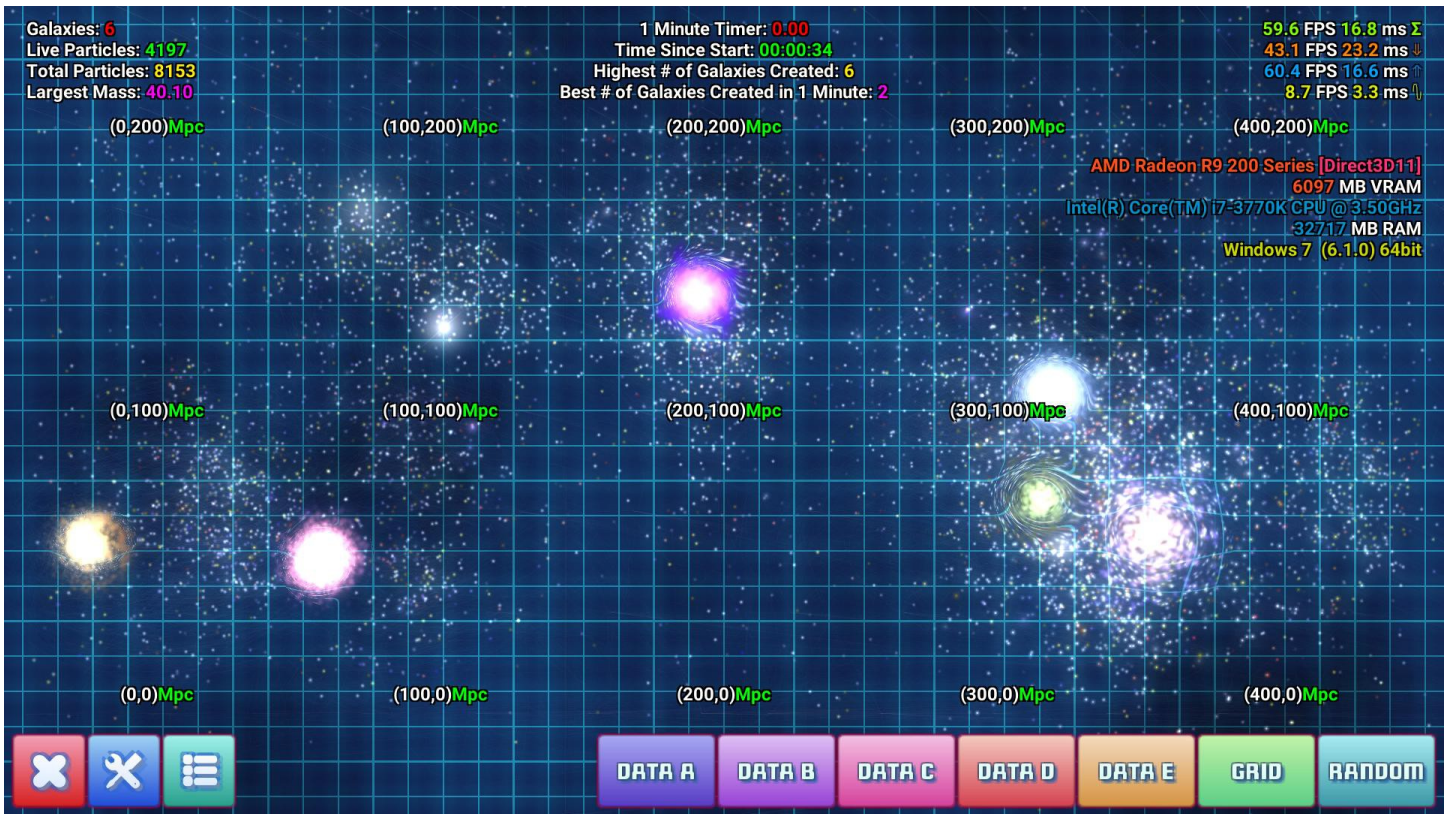 Galaxies: 6
Live Particles: 4197
Total Particles: 8153
Largest Mass: 40.10
1 Minute Timer: 0.00
Time Since Start: 00:00:34
Highest # of Galaxies Created: 6
Best # of Galaxies Created in 1 Minute: 2
59.6 FPS 16.8 ms Σ
43.1 FPS 23.2 ms ⇓
60.4 FPS 16.6 ms ⇑
8.7 FPS 3.3 ms
(0,200)Mpc (100,200)Mpc (200,200)Mpc (300,200)Mpc (400,200)Mpc
AMD Radeon R9 200 Series [Direct3D11]
6097 MB VRAM
Intel(R) Core(TM) i7-3770K CPU @ 3.50GHz
32717 MB RAM
Windows 7 (6.1.0) 64bit
(0,100)Mpc (100,100)Mpc (200,100)Mpc (300,100)Mpc (400,100)Mpc
(0,0)Mpc (100,0)Mpc (200,0)Mpc (300,0)Mpc (400,0)Mpc
DATA A DATA B DATA C DATA D DATA E GRID RANDOM